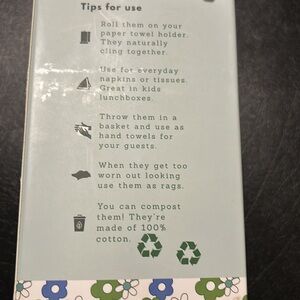 Tips for use
Roll them on your
paper towel holder.
They naturally
cling together.
Use for everyday
napkins or tissues.
Great in kids
lunchboxes.
Throw them in a
basket and use as
hand towels for
your guests.
When they get too
worn out looking
use them as rags.
You can compost
them! They're
made of 100%
cotton.